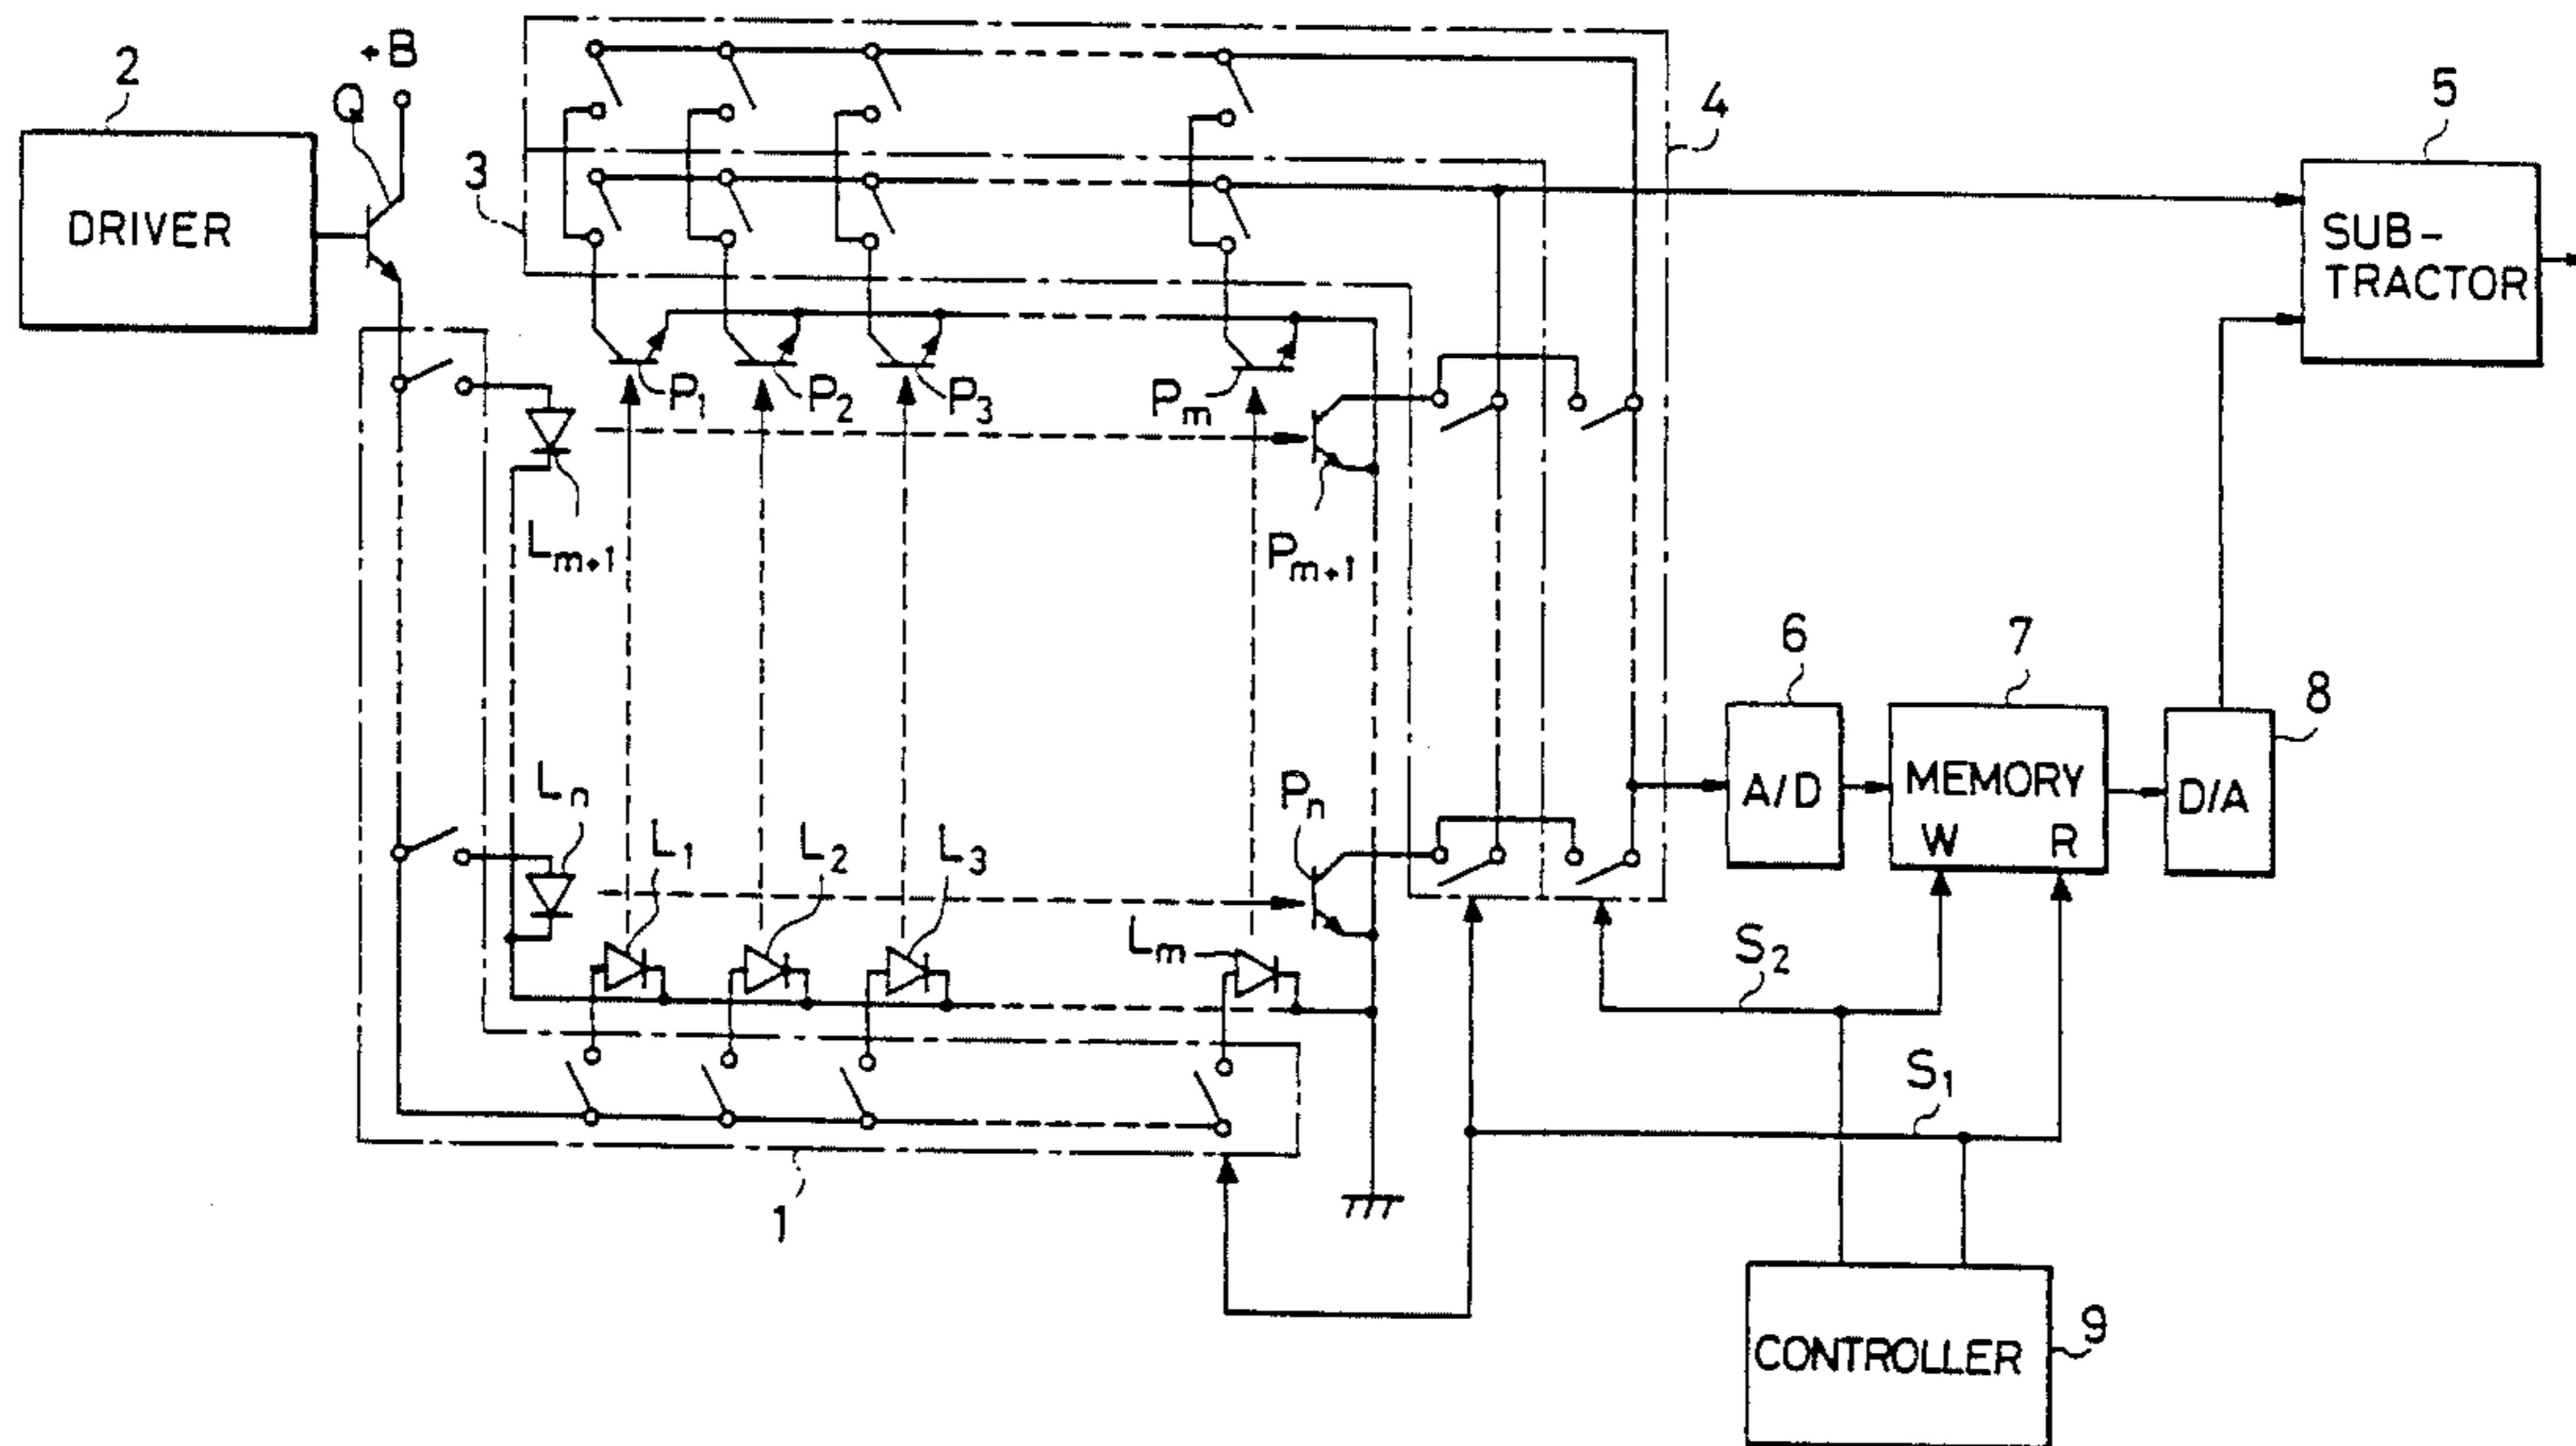 2
+B
Q
DRIVER
3
4
5
SUB-
TRACTOR
P1
P2
P3
Pm
Lm+1
Pm+1
6
7
8
Ln
L1
L2
L3
Lm
Pn
A/D
MEMORY
W R
D/A
S2
S1
1
CONTROLLER
9